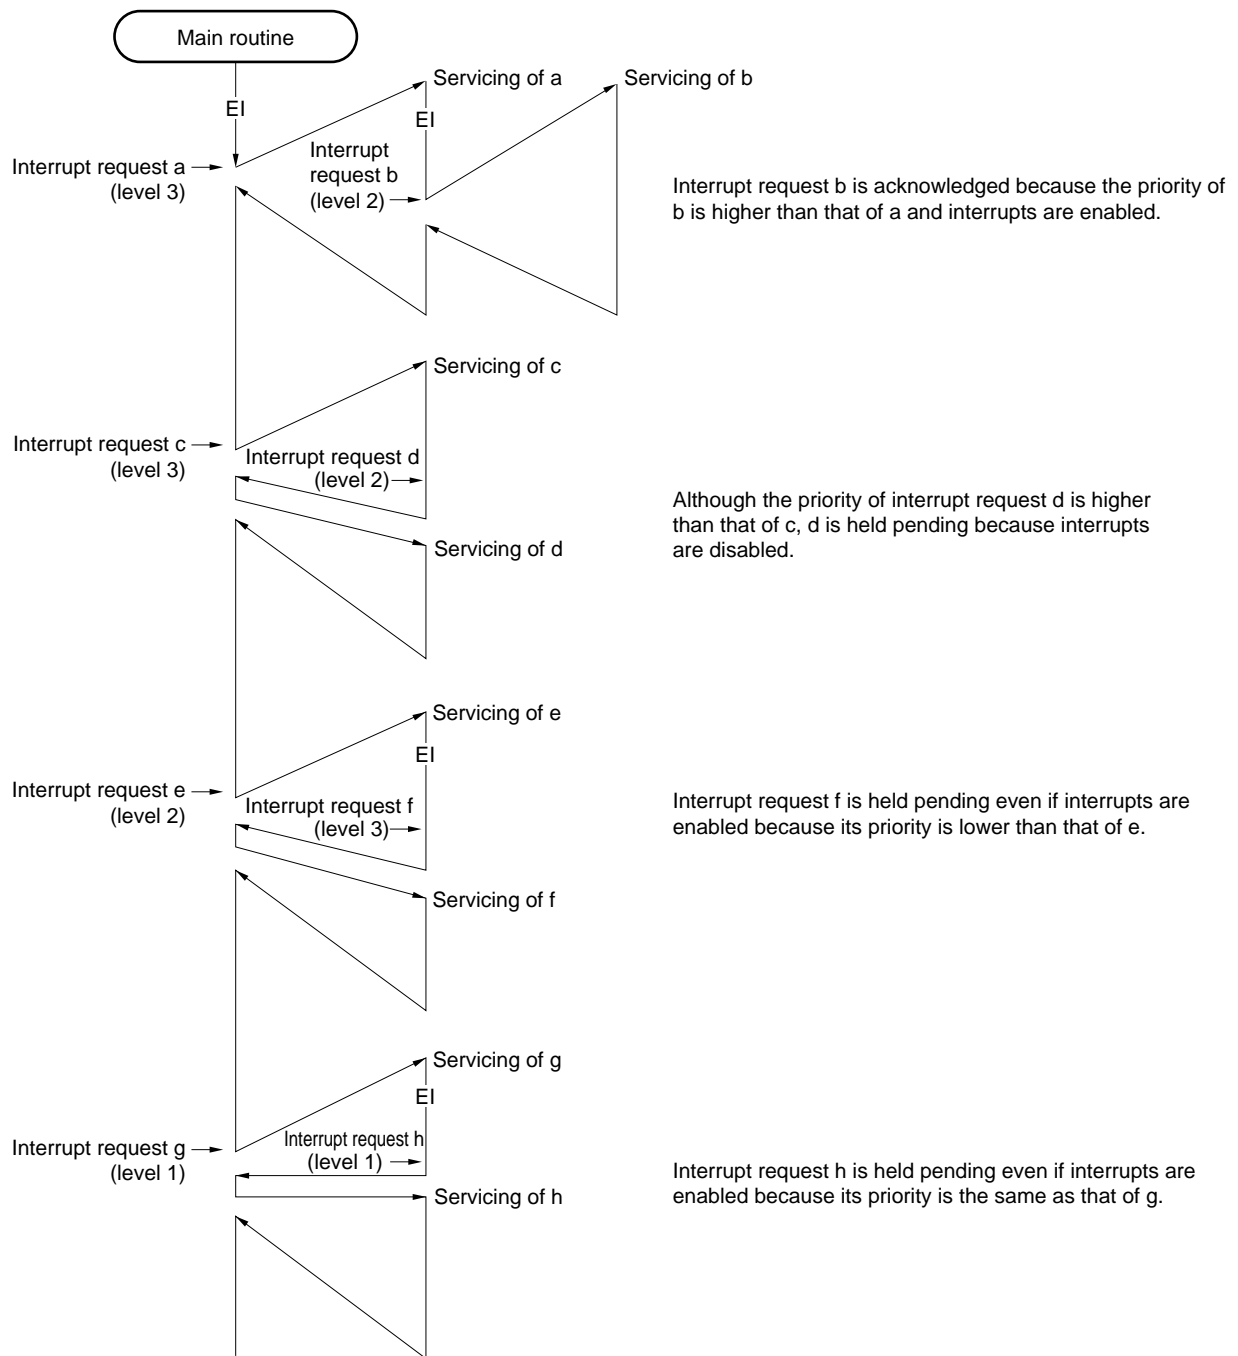 Main routine
EI
Servicing of a
EI
Servicing of b
Interrupt request a
(level 3)
Interrupt
request b
(level 2)
Interrupt request b is acknowledged because the priority of
b is higher than that of a and interrupts are enabled.
Servicing of c
Interrupt request c
(level 3)
Interrupt request d
(level 2)
Although the priority of interrupt request d is higher
than that of c, d is held pending because interrupts
are disabled.
Servicing of d
Servicing of e
EI
Interrupt request e
(level 2)
Interrupt request f
(level 3)
Interrupt request f is held pending even if interrupts are
enabled because its priority is lower than that of e.
Servicing of f
Servicing of g
EI
Interrupt request g
(level 1)
Interrupt request h
(level 1)
Interrupt request h is held pending even if interrupts are
enabled because its priority is the same as that of g.
Servicing of h